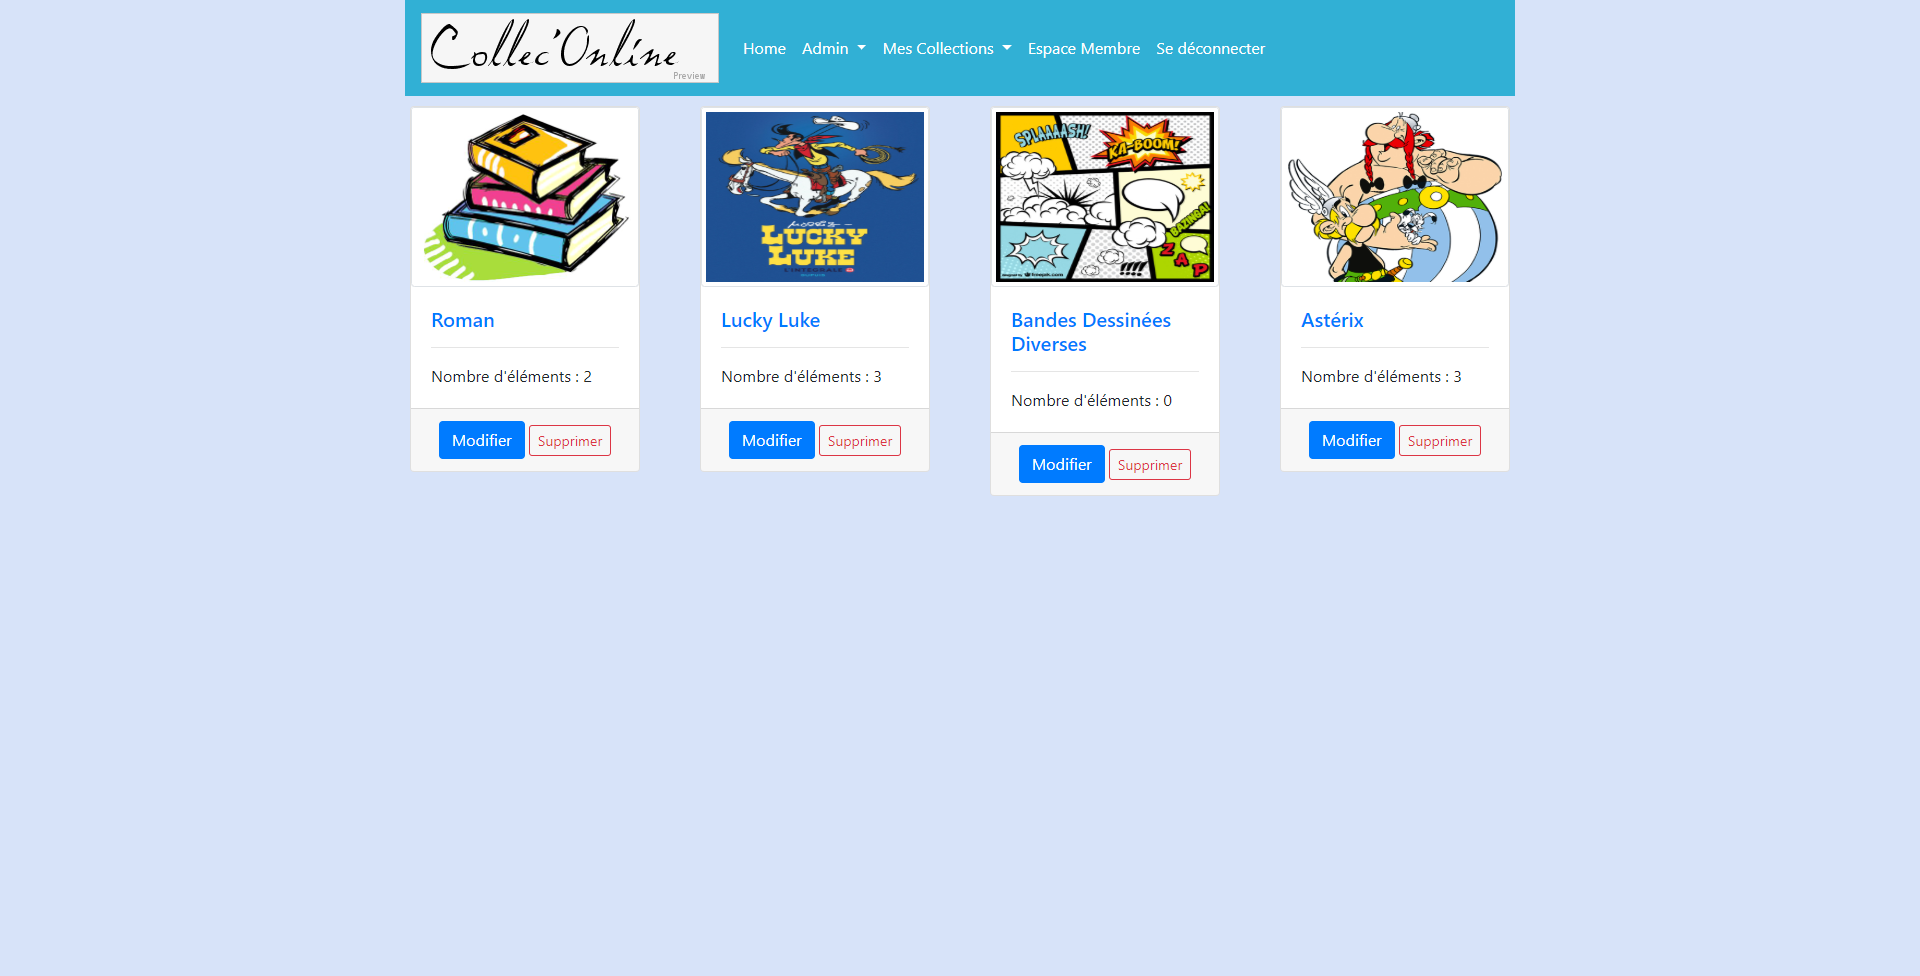 Collec'Online
Preview
Home Admin Mes Collections Espace Membre Se déconnecter
SPLAAAASH!
KA-BOOM!
BAZINGA!
ZAP
!!!!
LUCKY
LUKE
L'INTÉGRALE
Roman
Nombre d'éléments : 2
Modifier Supprimer
Lucky Luke
Nombre d'éléments : 3
Modifier Supprimer
Bandes Dessinées
Diverses
Nombre d'éléments : 0
Modifier Supprimer
Astérix
Nombre d'éléments : 3
Modifier Supprimer